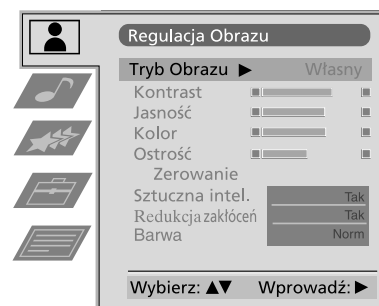 Regulacja Obrazu
Tryb Obrazu ▶ Własny
Kontrast
Jasność
Kolor
Ostrość
Zerowanie
Sztuczna intel. Tak
Redukcja zakłóceń Tak
Barwa Norm
Wybierz: ▲▼ Wprowadź: ▶